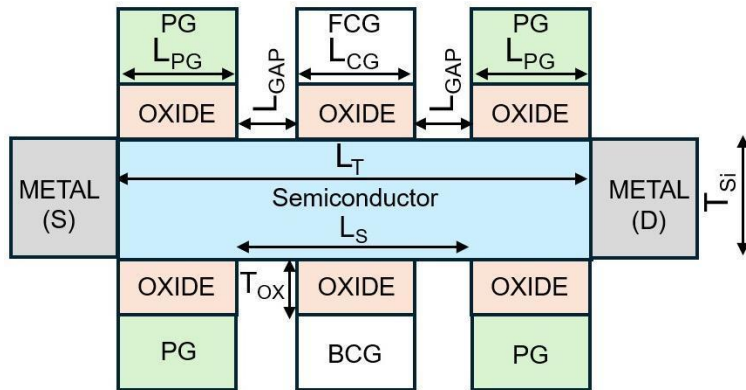 PG
FCG
PG
L_PG
L_GAP
L_CG
L_GAP
L_PG
OXIDE
OXIDE
OXIDE
METAL
(S)
L_T
Semiconductor
L_S
METAL
(D)
T_Si
OXIDE
T_OX
OXIDE
OXIDE
PG
BCG
PG